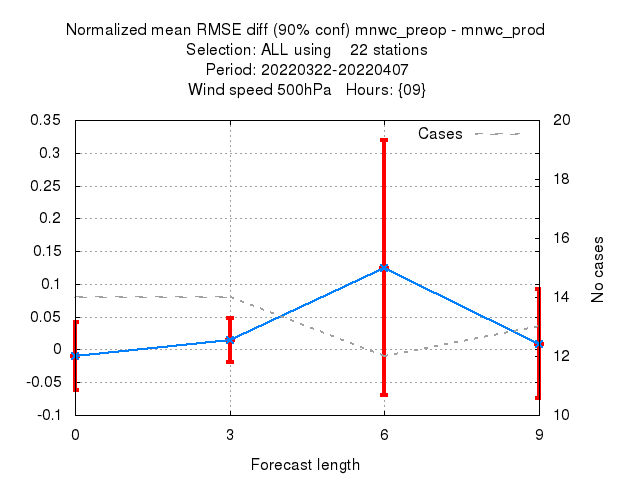 Normalized mean RMSE diff (90% conf) mnwc_preop - mnwc_prod
Selection: ALL using    22 stations
Period: 20220322-20220407
Wind speed 500hPa   Hours: {09}
0.35
0.3
0.25
0.2
0.15
0.1
0.05
0
-0.05
-0.1
Cases
20
18
16
14
12
10
No cases
0 3 6 9
Forecast length